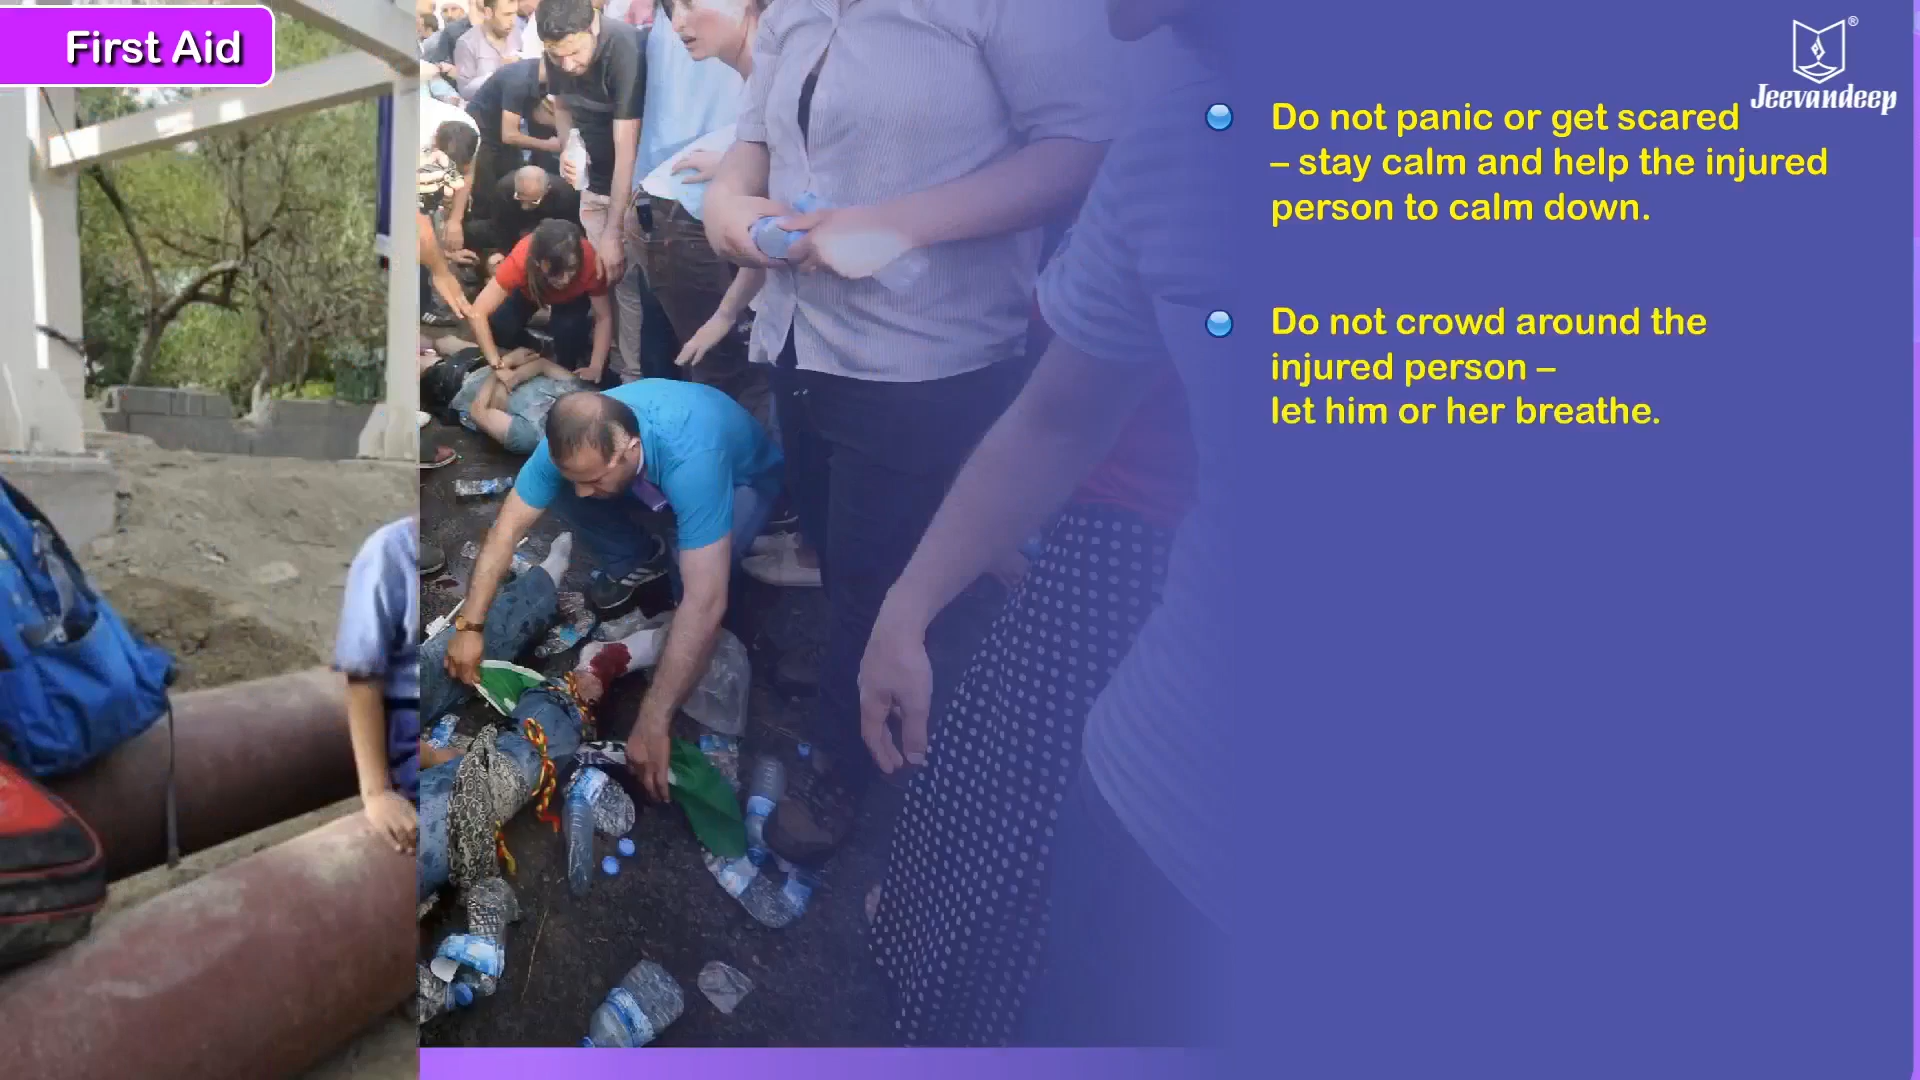 First Aid
Jeevandeep
Do not panic or get scared
– stay calm and help the injured
person to calm down.
Do not crowd around the
injured person –
let him or her breathe.